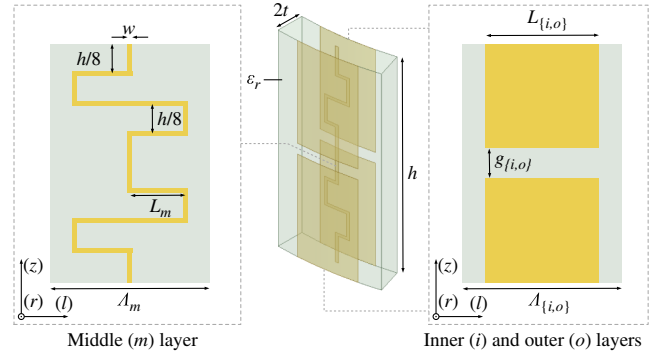 w
h/8
h/8
L_m
(z)
(r) (l)
Λ_m
Middle (m) layer
2t
ε_r
h
L_{i,o}
g_{i,o}
(z)
(r) (l)
Λ_{i,o}
Inner (i) and outer (o) layers